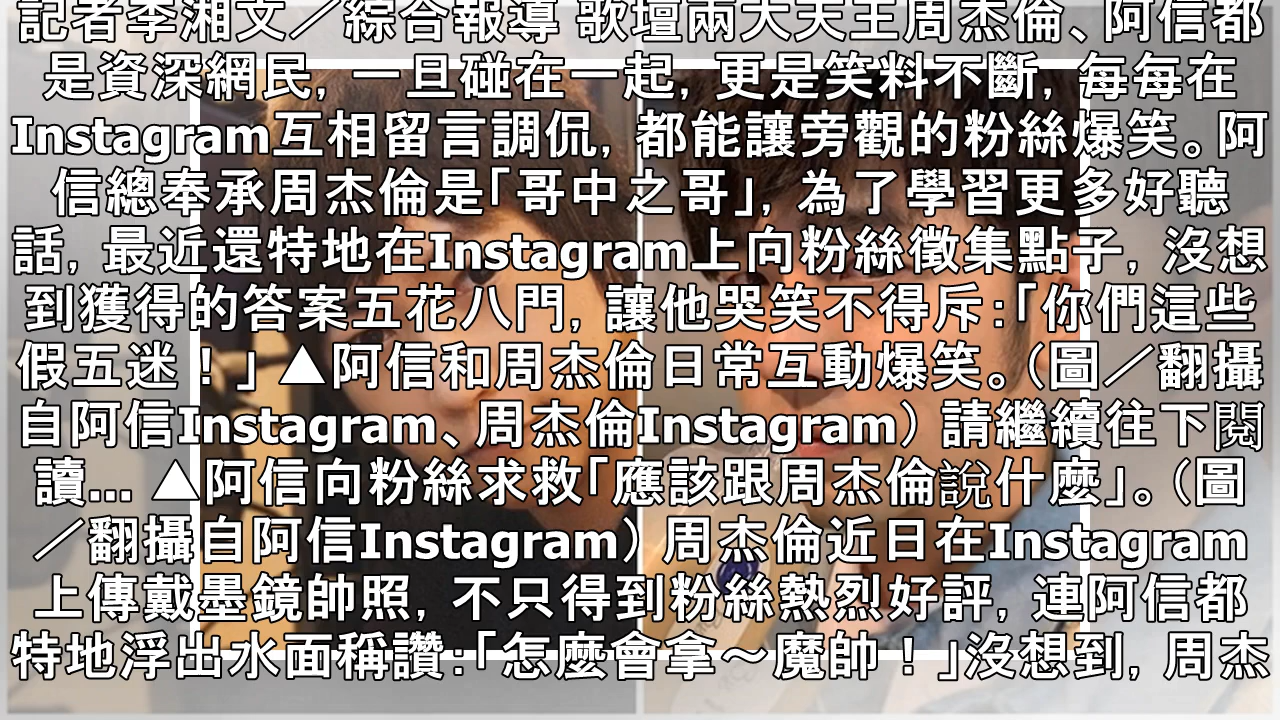 記者李湘文／綜合報導 歌壇兩大天王周杰倫、阿信都
是資深網民，一旦碰在一起，更是笑料不斷，每每在
Instagram互相留言調侃，都能讓旁觀的粉絲爆笑。阿
信總奉承周杰倫是「哥中之哥」，為了學習更多好聽
話，最近還特地在Instagram上向粉絲徵集點子，沒想
到獲得的答案五花八門，讓他哭笑不得斥：「你們這些
假五迷！」▲阿信和周杰倫日常互動爆笑。（圖／翻攝
自阿信Instagram、周杰倫Instagram）請繼續往下閱
讀... ▲阿信向粉絲求救「應該跟周杰倫說什麼」。（圖
／翻攝自阿信Instagram）周杰倫近日在Instagram
上傳戴墨鏡帥照，不只得到粉絲熱烈好評，連阿信都
特地浮出水面稱讚：「怎麼會拿～魔帥！」沒想到，周杰